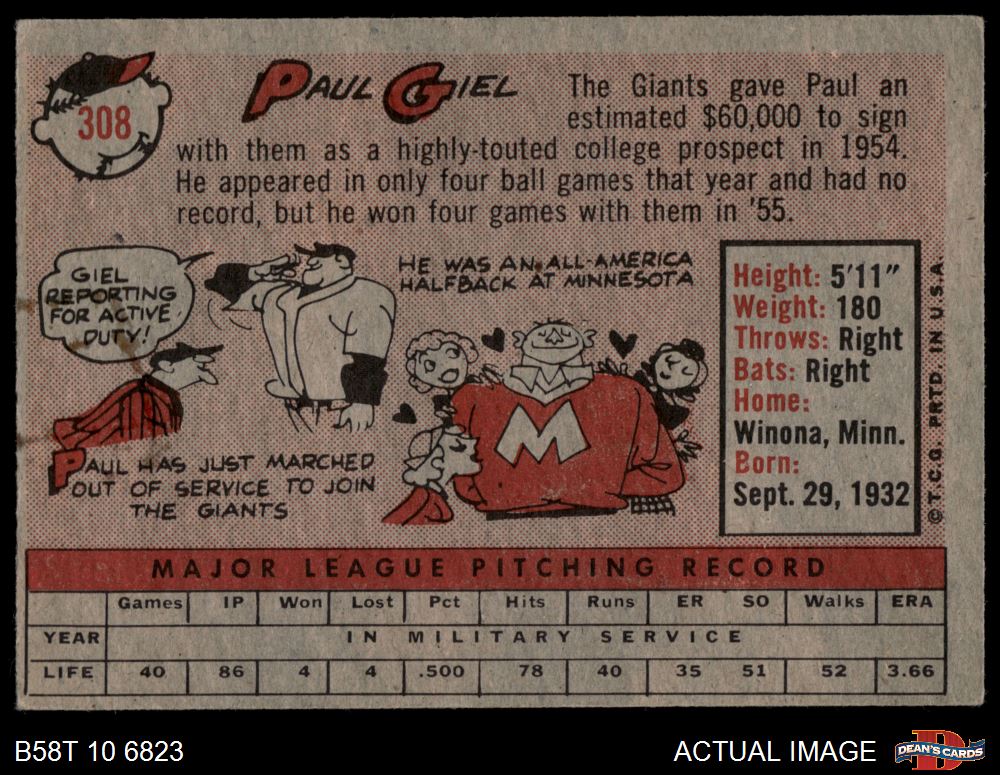 308
PAUL GIEL
The Giants gave Paul an
estimated $60,000 to sign
with them as a highly-touted college prospect in 1954.
He appeared in only four ball games that year and had no
record, but he won four games with them in '55.
GIEL
REPORTING
FOR ACTIVE
DUTY!
HE WAS AN ALL-AMERICA
HALFBACK AT MINNESOTA
M
PAUL HAS JUST MARCHED
OUT OF SERVICE TO JOIN
THE GIANTS
Height: 5'11"
Weight: 180
Throws: Right
Bats: Right
Home:
Winona, Minn.
Born:
Sept. 29, 1932
© T.C.G. PRTD. IN U.S.A.
MAJOR LEAGUE PITCHING RECORD
Games IP Won Lost Pct Hits Runs ER SO Walks ERA
YEAR IN MILITARY SERVICE
LIFE 40 86 4 4 .500 78 40 35 51 52 3.66
B58T 10 6823
ACTUAL IMAGE
DEAN'S CARDS